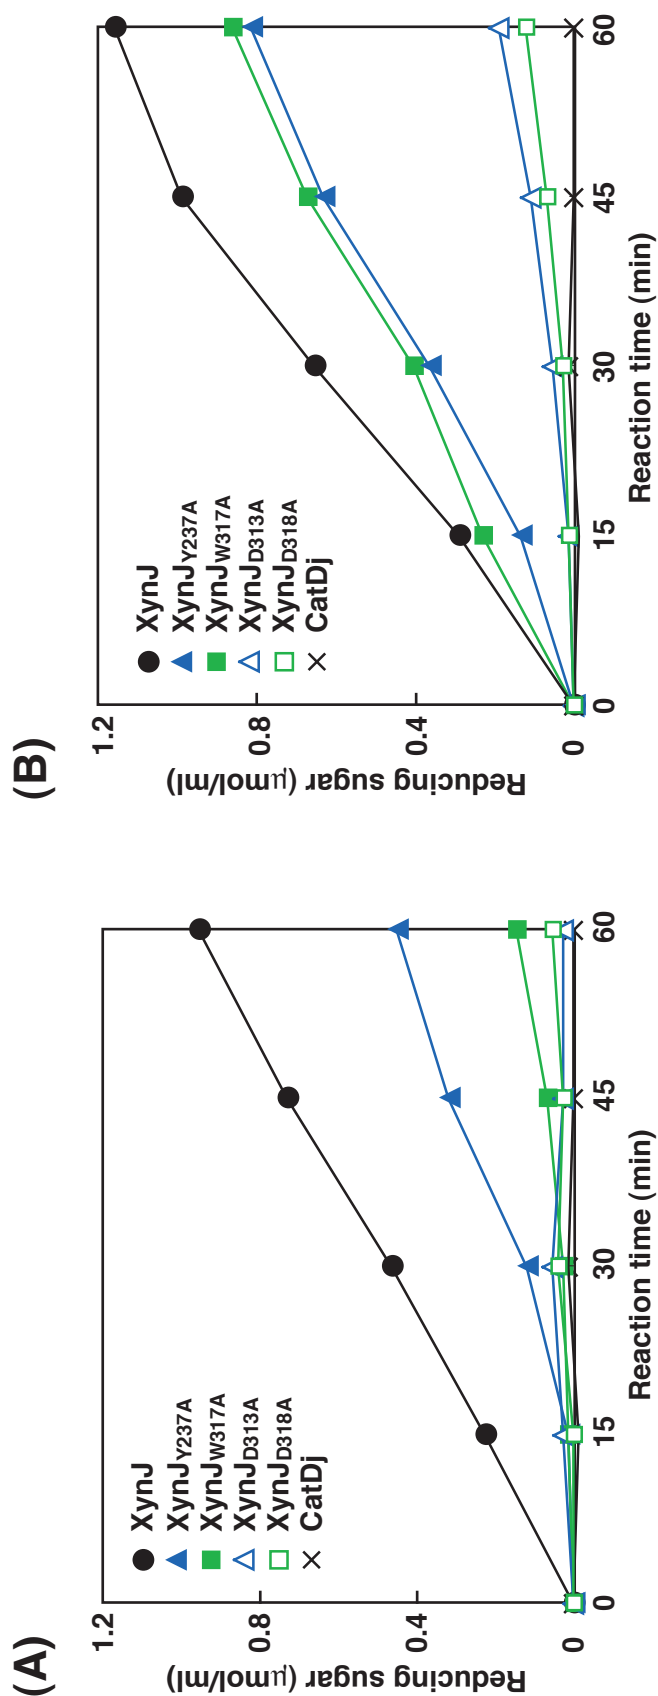 (A)
Reducing sugar (μmol/ml)
1.2
0.8
0.4
0
XynJ
XynJY237A
XynJW317A
XynJD313A
XynJD318A
CatDj
0 15 30 45 60
Reaction time (min)
(B)
Reducing sugar (μmol/ml)
1.2
0.8
0.4
0
XynJ
XynJY237A
XynJW317A
XynJD313A
XynJD318A
CatDj
0 15 30 45 60
Reaction time (min)